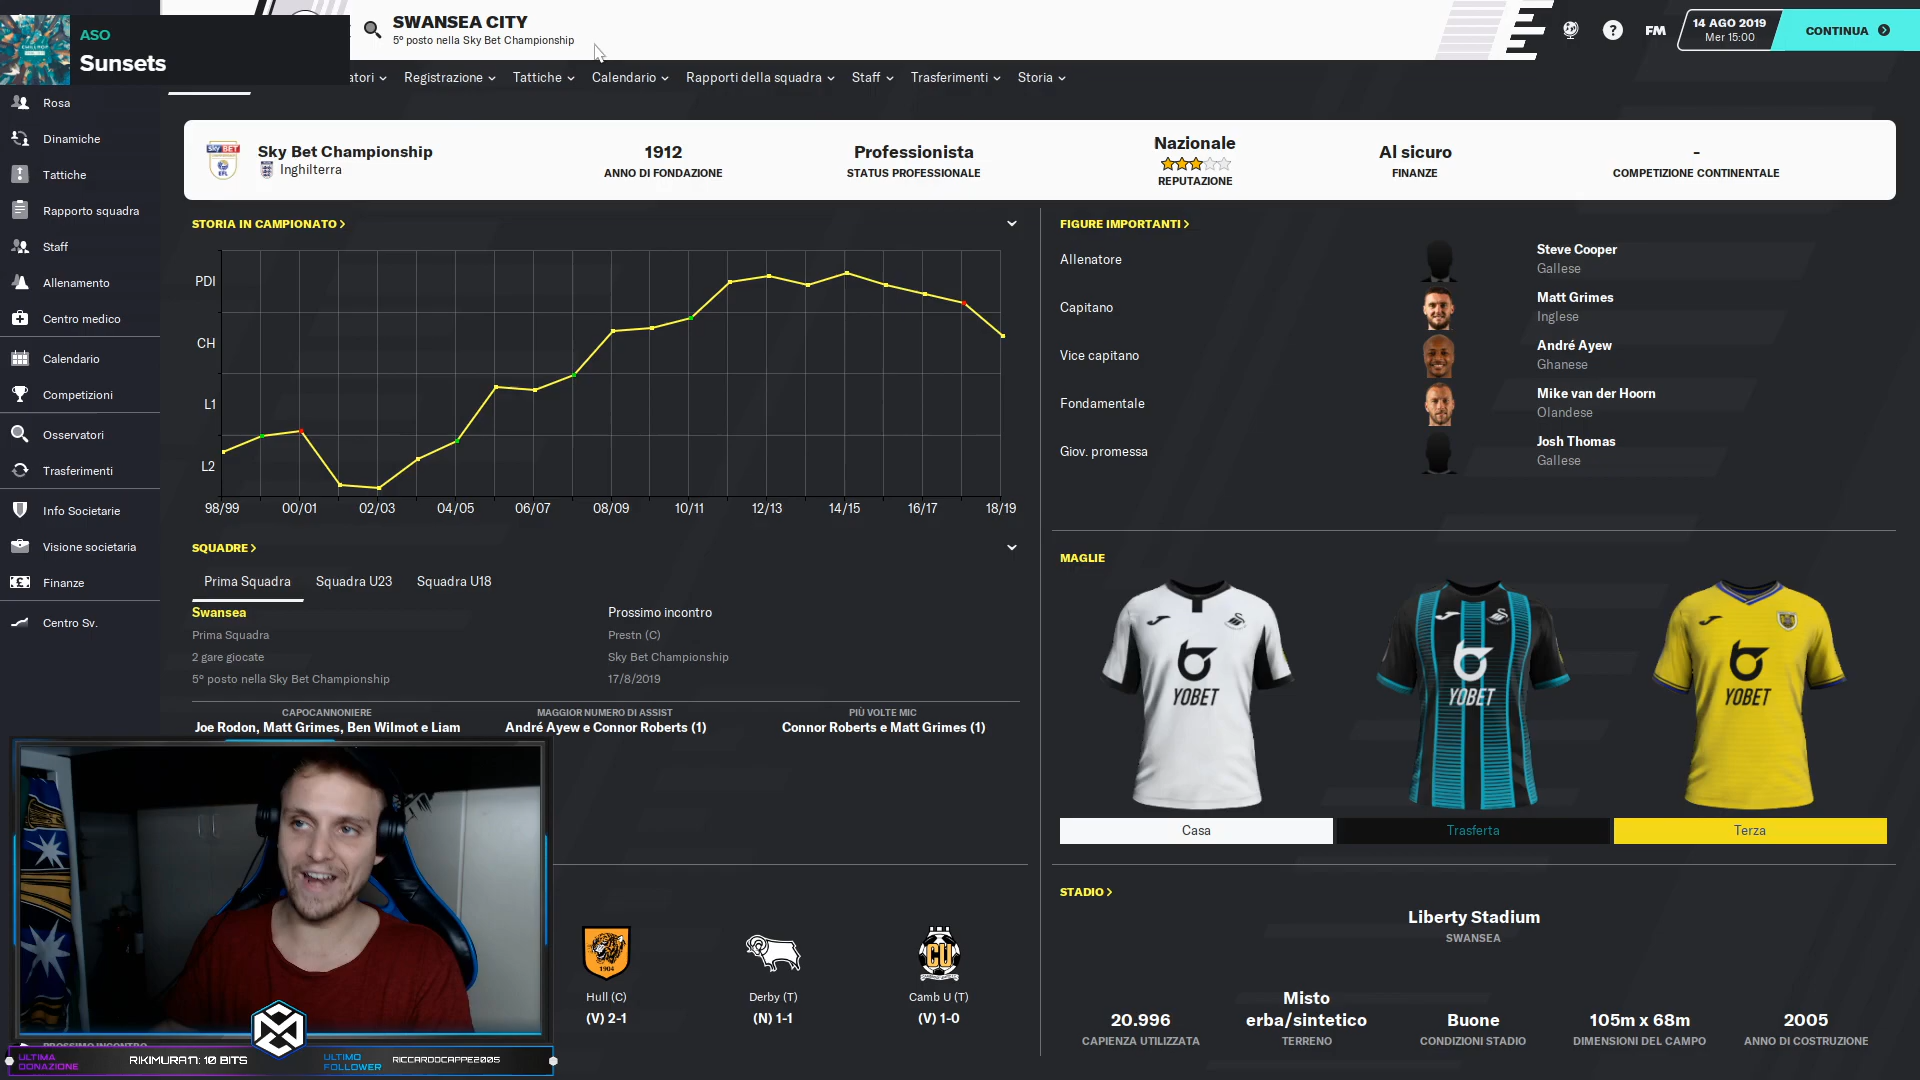 ASO
Sunsets
SWANSEA CITY
5° posto nella Sky Bet Championship
14 AGO 2019
Mer 15:00
FM
CONTINUA
atori
Registrazione
Tattiche
Calendario
Rapporti della squadra
Staff
Trasferimenti
Storia
Rosa
Dinamiche
Tattiche
Rapporto squadra
Staff
Allenamento
Centro medico
Calendario
Competizioni
Osservatori
Trasferimenti
Info Societarie
Visione societaria
Finanze
Centro Sv.
Sky Bet Championship
Inghilterra
1912
ANNO DI FONDAZIONE
Professionista
STATUS PROFESSIONALE
Nazionale
REPUTAZIONE
Al sicuro
FINANZE
-
COMPETIZIONE CONTINENTALE
STORIA IN CAMPIONATO
PDI
CH
L1
L2
98/99 00/01 02/03 04/05 06/07 08/09 10/11 12/13 14/15 16/17 18/19
SQUADRE
Prima Squadra
Squadra U23
Squadra U18
Swansea
Prima Squadra
2 gare giocate
5° posto nella Sky Bet Championship
Prossimo incontro
Prestn (C)
Sky Bet Championship
17/8/2019
CAPOCANNONIERE
Joe Rodon, Matt Grimes, Ben Wilmot e Liam
MAGGIOR NUMERO DI ASSIST
André Ayew e Connor Roberts (1)
PIÙ VOLTE MIC
Connor Roberts e Matt Grimes (1)
1904
Hull (C)
(V) 2-1
Derby (T)
(N) 1-1
CU
Camb U (T)
(V) 1-0
FIGURE IMPORTANTI
Allenatore
Steve Cooper
Gallese
Capitano
Matt Grimes
Inglese
Vice capitano
André Ayew
Ghanese
Fondamentale
Mike van der Hoorn
Olandese
Giov. promessa
Josh Thomas
Gallese
MAGLIE
YOBET
YOBET
YOBET
Casa
Trasferta
Terza
STADIO
Liberty Stadium
SWANSEA
20.996
CAPIENZA UTILIZZATA
Misto
erba/sintetico
TERRENO
Buone
CONDIZIONI STADIO
105m x 68m
DIMENSIONI DEL CAMPO
2005
ANNO DI COSTRUZIONE
PROSSIMO INCONTRO
ULTIMA
DONAZIONE
RIKIMURA17: 10 BITS
ULTIMO
FOLLOWER
RICCARDOCAPPE2005